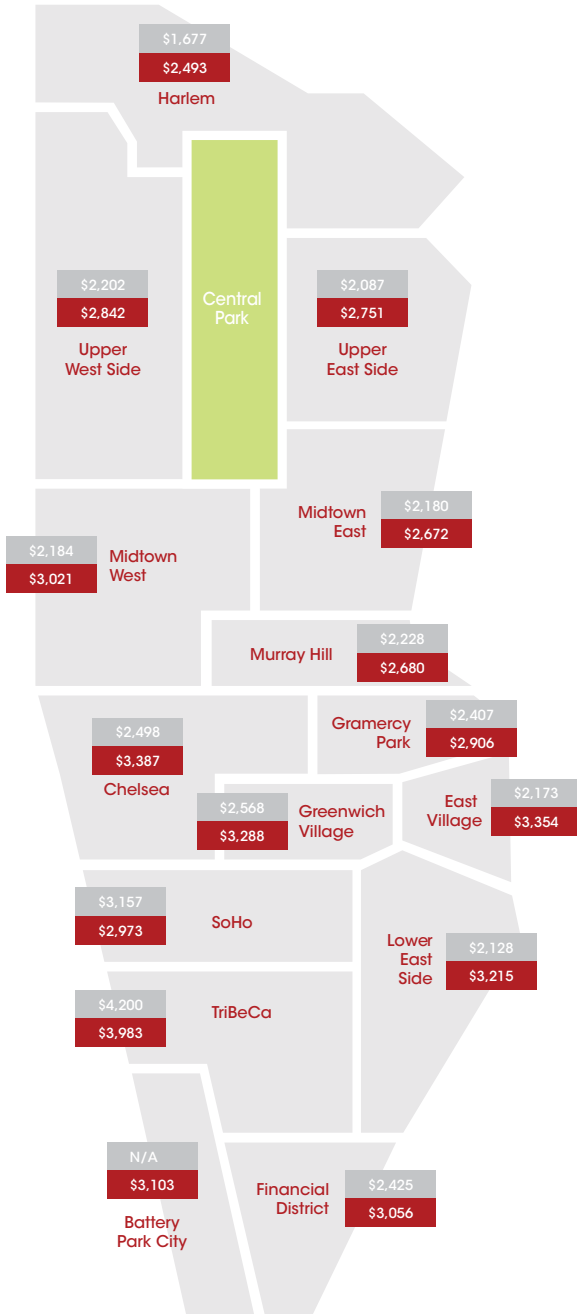 $1,677
$2,493
Harlem
$2,202
$2,842
Upper
West Side
Central
Park
$2,087
$2,751
Upper
East Side
Midtown
East
$2,180
$2,672
$2,184
$3,021
Midtown
West
Murray Hill
$2,228
$2,680
$2,498
$3,387
Chelsea
Gramercy
Park
$2,407
$2,906
$2,568
$3,288
Greenwich
Village
East
Village
$2,173
$3,354
$3,157
$2,973
SoHo
Lower
East
Side
$2,128
$3,215
$4,200
$3,983
TriBeCa
N/A
$3,103
Battery
Park City
Financial
District
$2,425
$3,056